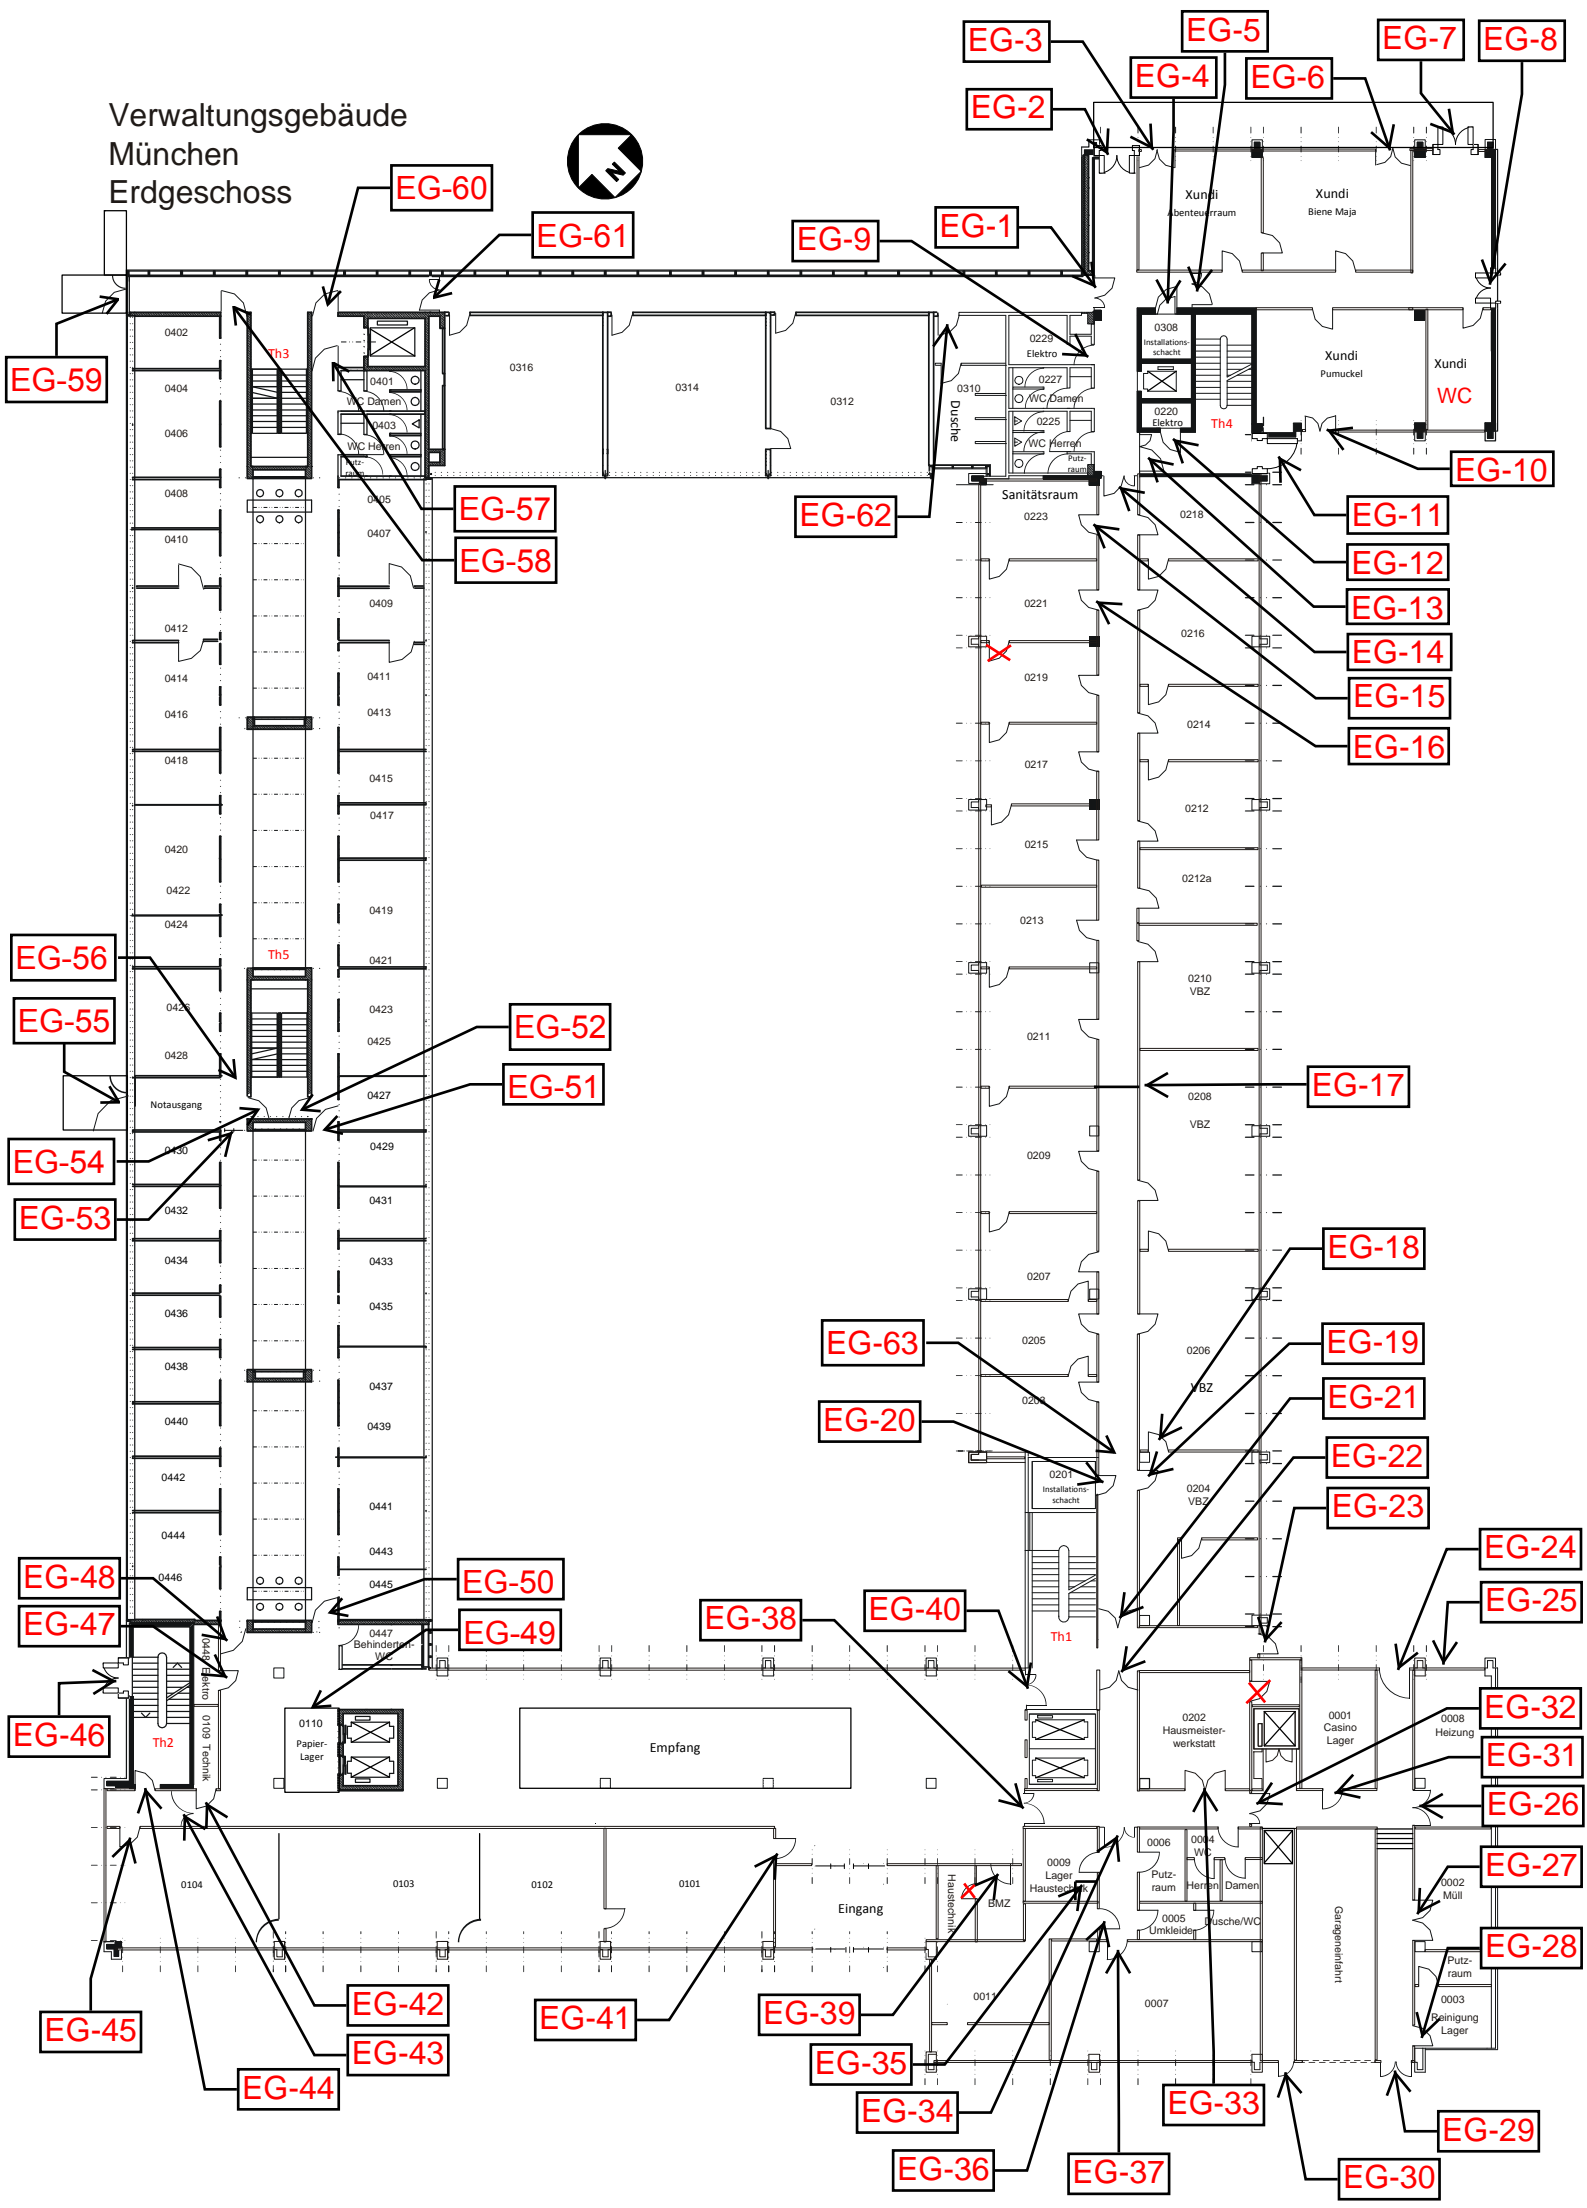 Verwaltungsgebäude
München
Erdgeschoss
N
EG-3
EG-5
EG-7
EG-8
EG-4
EG-6
EG-2
EG-60
EG-1
EG-61
EG-9
Xundi
Abenteuerraum
Xundi
Biene Maja
EG-59
0402
Th3
0404
0406
0401
WC Damen
0403
WC Herren
Putz-
raum
0316
0314
0312
0310
Dusche
0229
Elektro
0227
WC Damen
0225
WC Herren
Putz-
raum
0308
Installations-
schacht
0220
Elektro
Th4
Xundi
Pumuckel
Xundi
WC
EG-10
EG-57
EG-62
EG-11
EG-58
EG-12
EG-13
EG-14
EG-15
EG-16
0408
0405
0410
0407
0409
0412
0414
0411
0416
0413
0418
0415
0417
0420
0422
0419
0424
0421
Sanitätsraum
0223
0218
0221
0216
0219
0214
0217
0212
0215
0212a
0213
0210
VBZ
0211
EG-56
Th5
EG-55
0426
0423
EG-52
0428
0425
EG-51
0427
Notausgang
EG-17
0208
VBZ
EG-54
0430
0429
0209
EG-53
0432
0431
0434
0433
EG-18
0207
0436
0435
EG-63
0205
0206
VBZ
EG-19
0438
0437
0203
EG-21
EG-20
0440
0439
EG-22
0442
0441
0201
Installations-
schacht
0204
VBZ
EG-23
0444
0443
EG-24
EG-48
0446
0445
EG-50
EG-25
EG-47
EG-49
EG-38
EG-40
Th1
0447
Behinderten-
WC
0448 Elektro
EG-46
Th2
0109 Technik
0110
Papier-
Lager
Empfang
0202
Hausmeister-
werkstatt
EG-32
0001
Casino
Lager
0008
Heizung
EG-31
EG-26
0104
0103
0102
0101
Eingang
Haustechnik
BMZ
0009
Lager
Haustechnik
0006
Putz-
raum
0004
WC
Herren
Damen
0005
Umkleide
Dusche/WC
Garageneinfahrt
EG-27
0002
Müll
EG-28
Putz-
raum
0003
Reinigung
Lager
0011
0007
EG-42
EG-45
EG-41
EG-39
EG-43
EG-35
EG-44
EG-34
EG-33
EG-29
EG-36
EG-37
EG-30